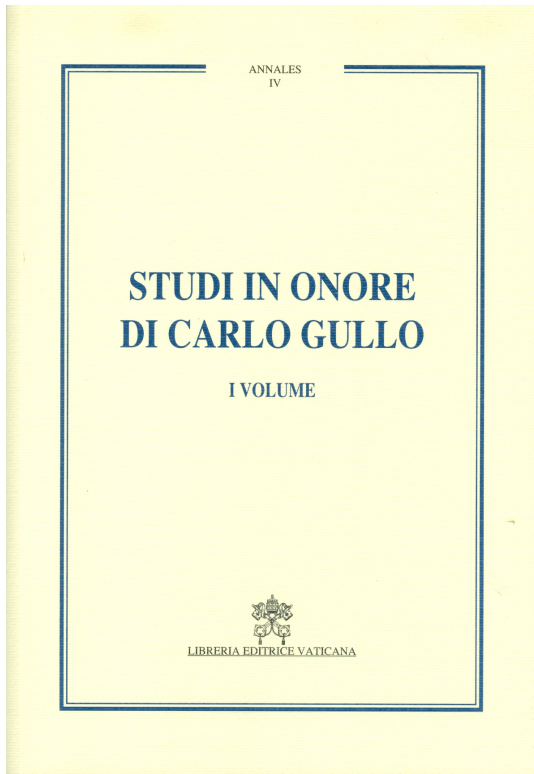 ANNALES
IV
STUDI IN ONORE
DI CARLO GULLO
I VOLUME
LIBRERIA EDITRICE VATICANA